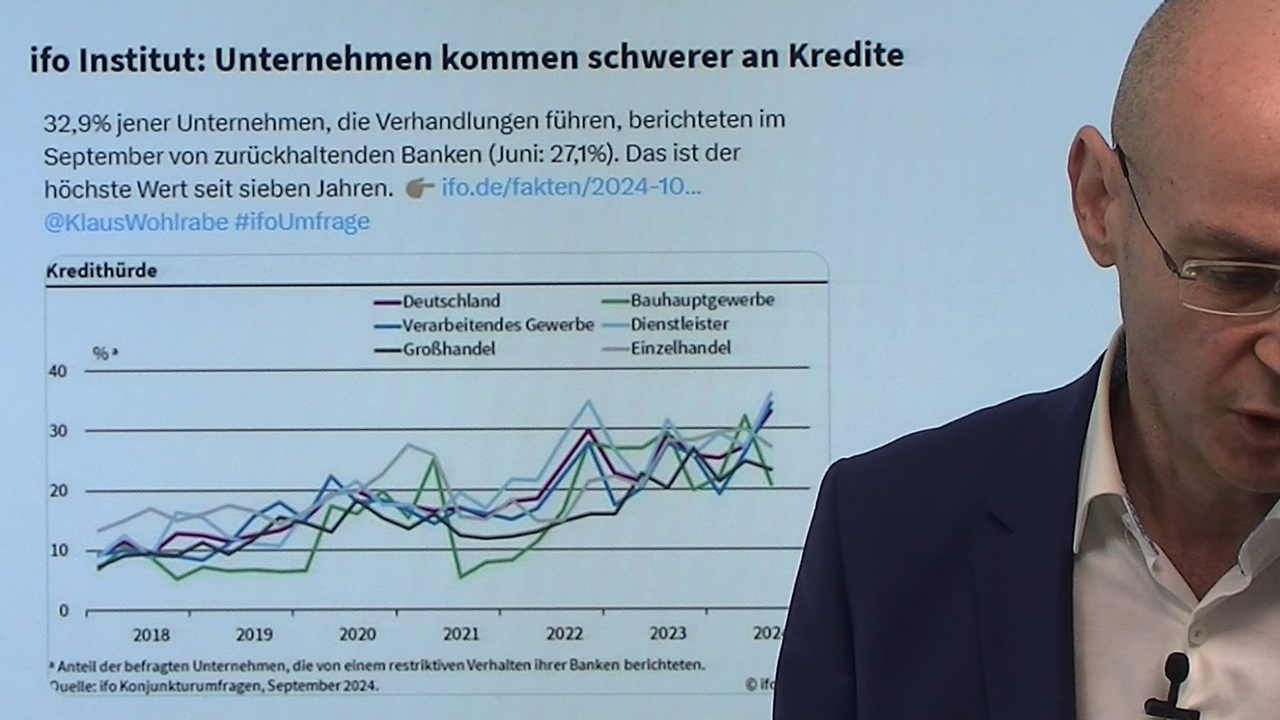 ifo Institut: Unternehmen kommen schwerer an Kredite
32,9% jener Unternehmen, die Verhandlungen führen, berichteten im
September von zurückhaltenden Banken (Juni: 27,1%). Das ist der
höchste Wert seit sieben Jahren. 👉🏽 ifo.de/fakten/2024-10...
@KlausWohlrabe #ifoUmfrage
Kredithürde
Deutschland Bauhauptgewerbe
Verarbeitendes Gewerbe Dienstleister
Großhandel Einzelhandel
% ᵃ
40
30
20
10
0
2018 2019 2020 2021 2022 2023
ᵃ Anteil der befragten Unternehmen, die von einem restriktiven Verhalten ihrer Banken berichteten.
Quelle: ifo Konjunkturumfragen, September 2024. © ifo